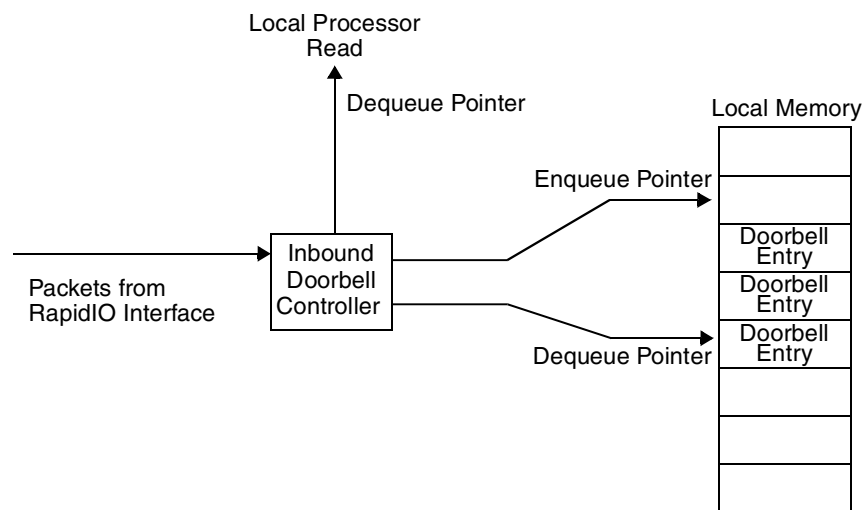 Local Processor
Read
Dequeue Pointer
Local Memory
Enqueue Pointer
Inbound
Doorbell
Controller
Packets from
RapidIO Interface
Doorbell
Entry
Doorbell
Entry
Doorbell
Entry
Dequeue Pointer